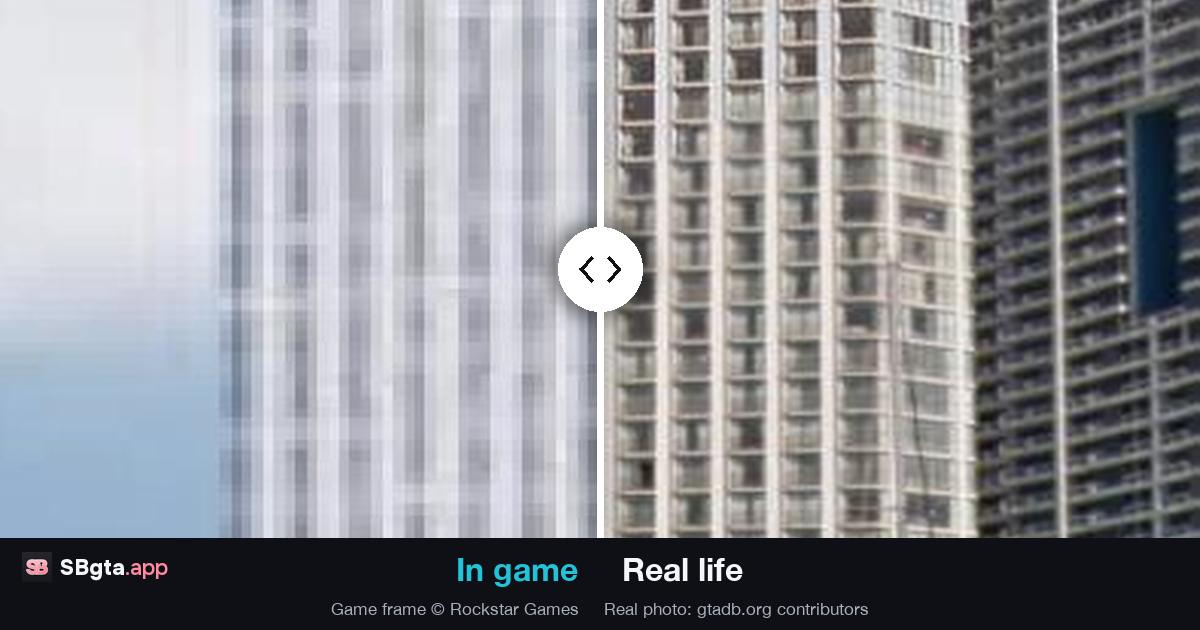 SB SBgta.app
In game Real life
Game frame © Rockstar Games Real photo: gtadb.org contributors